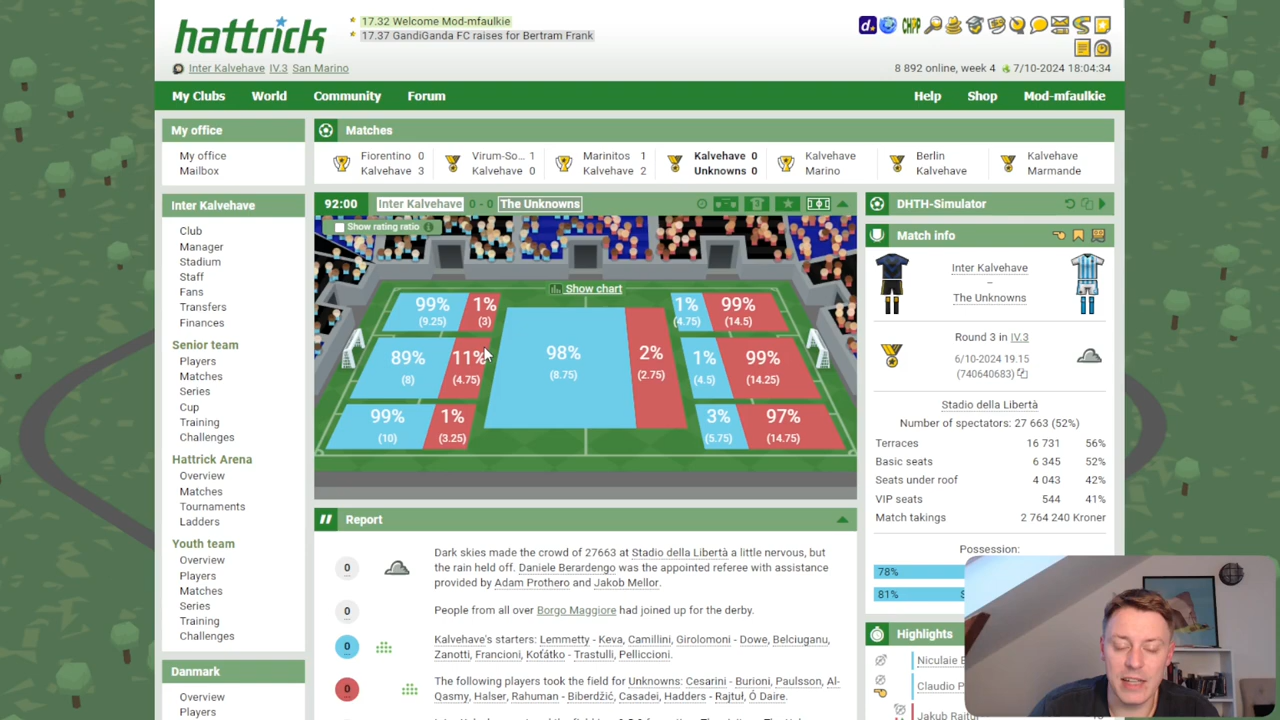 hattrick
17.32 Welcome Mod-mfaulkie
17.37 GandiGanda FC raises for Bertram Frank
CHPP
Inter Kalvehave IV.3 San Marino
8 892 online, week 4 7/10-2024 18:04:34
My Clubs World Community Forum Help Shop Mod-mfaulkie
My office
My office
Mailbox
Inter Kalvehave
Club
Manager
Stadium
Staff
Fans
Transfers
Finances
Senior team
Players
Matches
Series
Cup
Training
Challenges
Hattrick Arena
Overview
Matches
Tournaments
Ladders
Youth team
Overview
Players
Matches
Series
Training
Challenges
Danmark
Overview
Players
Matches
Fiorentino 0 Virum-So... 1 Marinitos 1 Kalvehave 0 Kalvehave Berlin Kalvehave
Kalvehave 3 Kalvehave 0 Kalvehave 2 Unknowns 0 Marino Kalvehave Marmande
92:00 Inter Kalvehave 0 - 0 The Unknowns
Show rating ratio
Show chart
99% 1% 1% 99%
(9.25) (3) (4.75) (14.5)
89% 11% 98% 2% 1% 99%
(8) (4.75) (8.75) (2.75) (4.5) (14.25)
99% 1% 3% 97%
(10) (3.25) (5.75) (14.75)
Report
0 Dark skies made the crowd of 27663 at Stadio della Libertà a little nervous, but
the rain held off. Daniele Berardengo was the appointed referee with assistance
provided by Adam Prothero and Jakob Mellor.
0 People from all over Borgo Maggiore had joined up for the derby.
0 Kalvehave's starters: Lemmetty - Keva, Camillini, Girolomoni - Dowe, Belciuganu,
Zanotti, Francioni, Koťátko - Trastulli, Pelliccioni.
0 The following players took the field for Unknowns: Cesarini - Burioni, Paulsson, Al-
Qasmy, Halser, Rahuman - Biberdžić, Casadei, Hadders - Rajtuł, Ó Daire.
DHTH-Simulator
Match info
Inter Kalvehave
–
The Unknowns
Round 3 in IV.3
6/10-2024 19.15
(740640683)
Stadio della Libertà
Number of spectators: 27 663 (52%)
Terraces 16 731 56%
Basic seats 6 345 52%
Seats under roof 4 043 42%
VIP seats 544 41%
Match takings 2 764 240 Kroner
Possession:
78%
81%
Highlights
Niculaie
Claudio P
Jakub